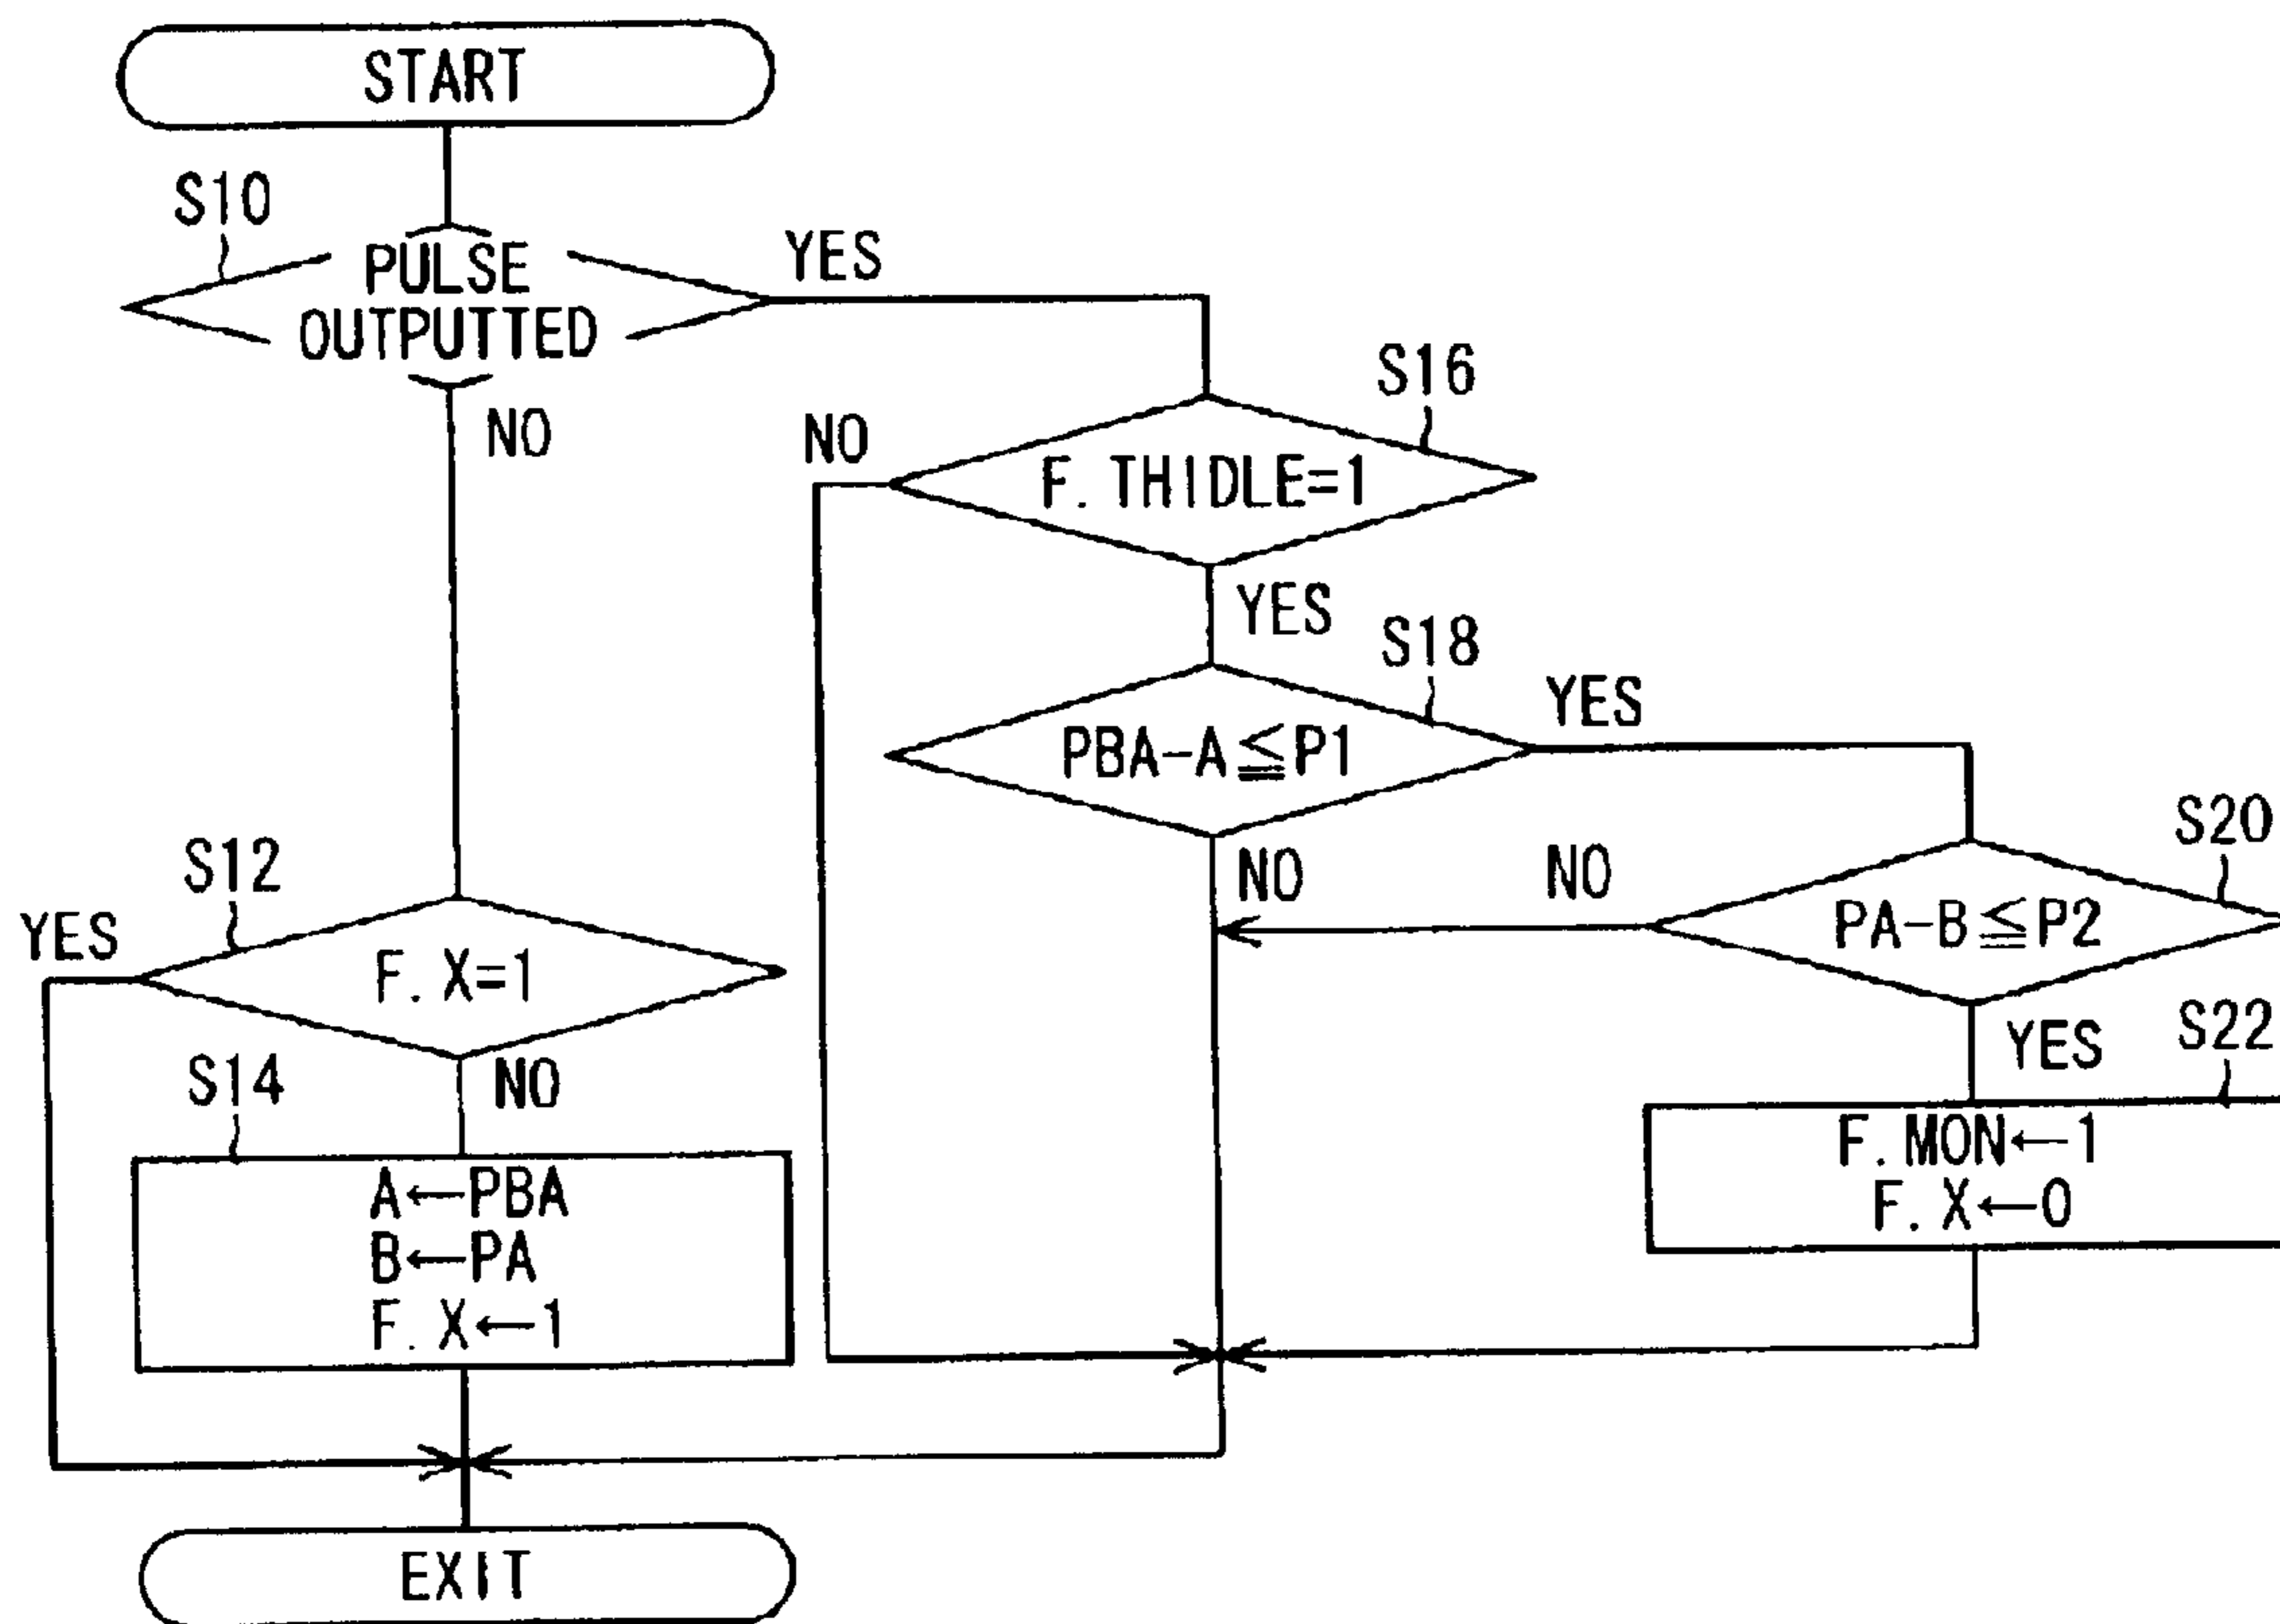 START
S10
PULSE
OUTPUTTED
YES
NO
S16
NO
F. THIDLE=1
YES
S18
PBA-A≦P1
YES
NO
S20
NO
PA-B≦P2
YES
S12
YES
F. X=1
NO
S14
A←PBA
B←PA
F. X←1
S22
F. MON←1
F. X←0
EXIT